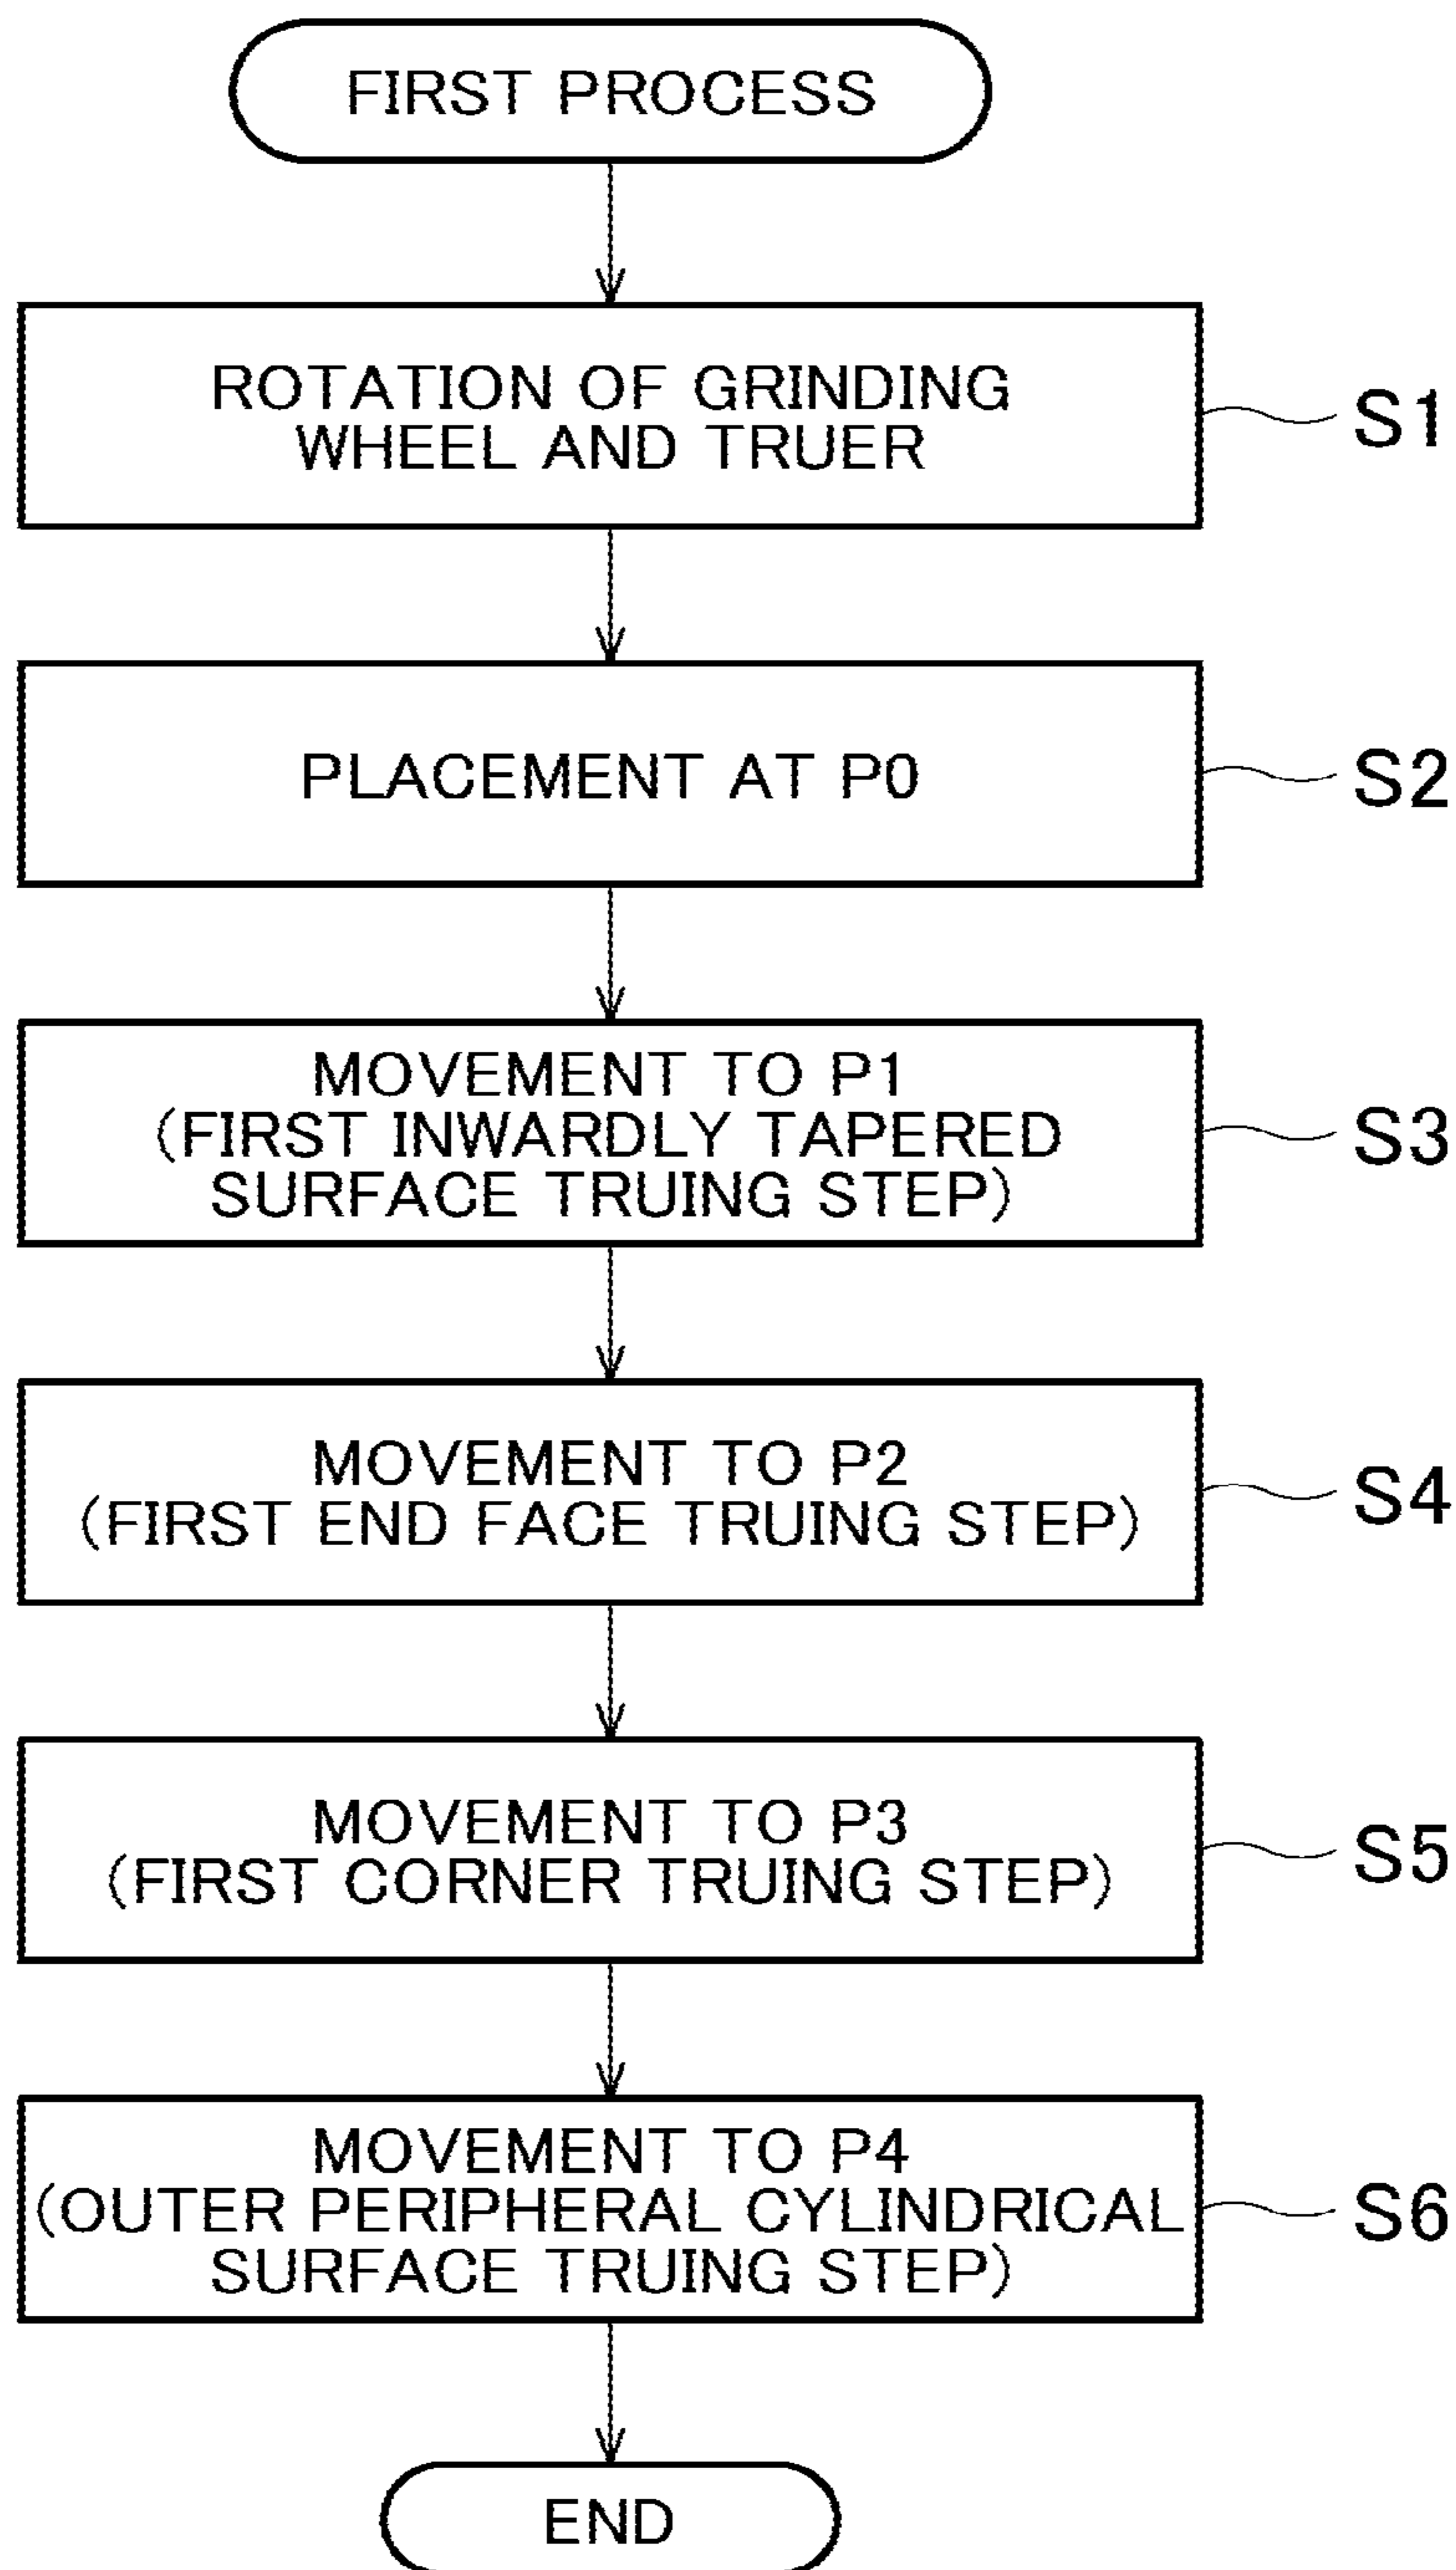 FIRST PROCESS
ROTATION OF GRINDING
WHEEL AND TRUER
S1
PLACEMENT AT P0
S2
MOVEMENT TO P1
(FIRST INWARDLY TAPERED
SURFACE TRUING STEP)
S3
MOVEMENT TO P2
(FIRST END FACE TRUING STEP)
S4
MOVEMENT TO P3
(FIRST CORNER TRUING STEP)
S5
MOVEMENT TO P4
(OUTER PERIPHERAL CYLINDRICAL
SURFACE TRUING STEP)
S6
END